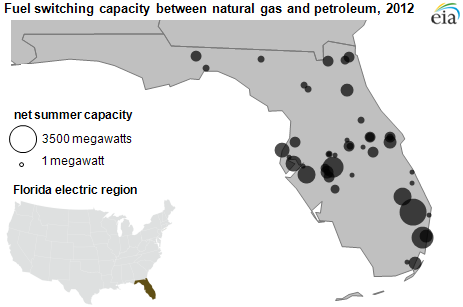 Fuel switching capacity between natural gas and petroleum, 2012
eia
net summer capacity
3500 megawatts
1 megawatt
Florida electric region